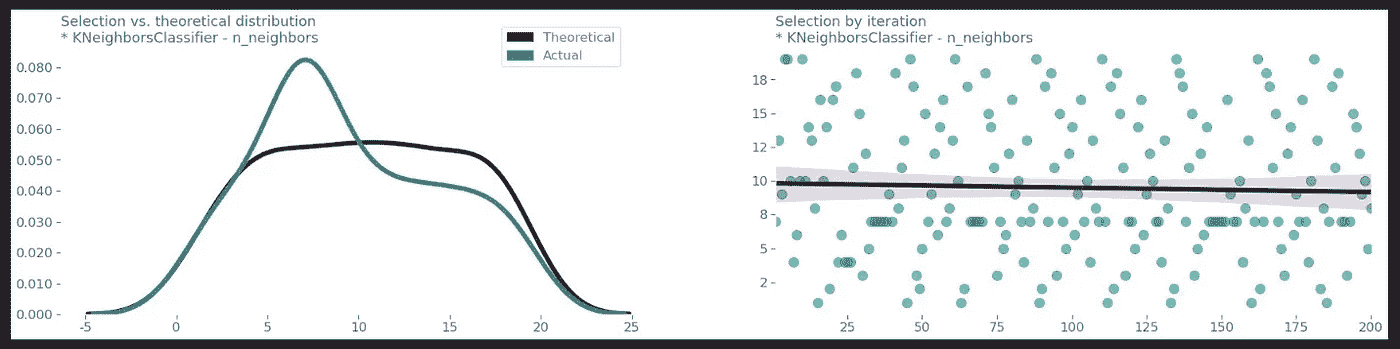 Selection vs. theoretical distribution
* KNeighborsClassifier - n_neighbors
Theoretical
Actual
0.080
0.070
0.060
0.050
0.040
0.030
0.020
0.010
0.000
-5 0 5 10 15 20 25
Selection by iteration
* KNeighborsClassifier - n_neighbors
18
15
12
10
8
5
2
25 50 75 100 125 150 175 200